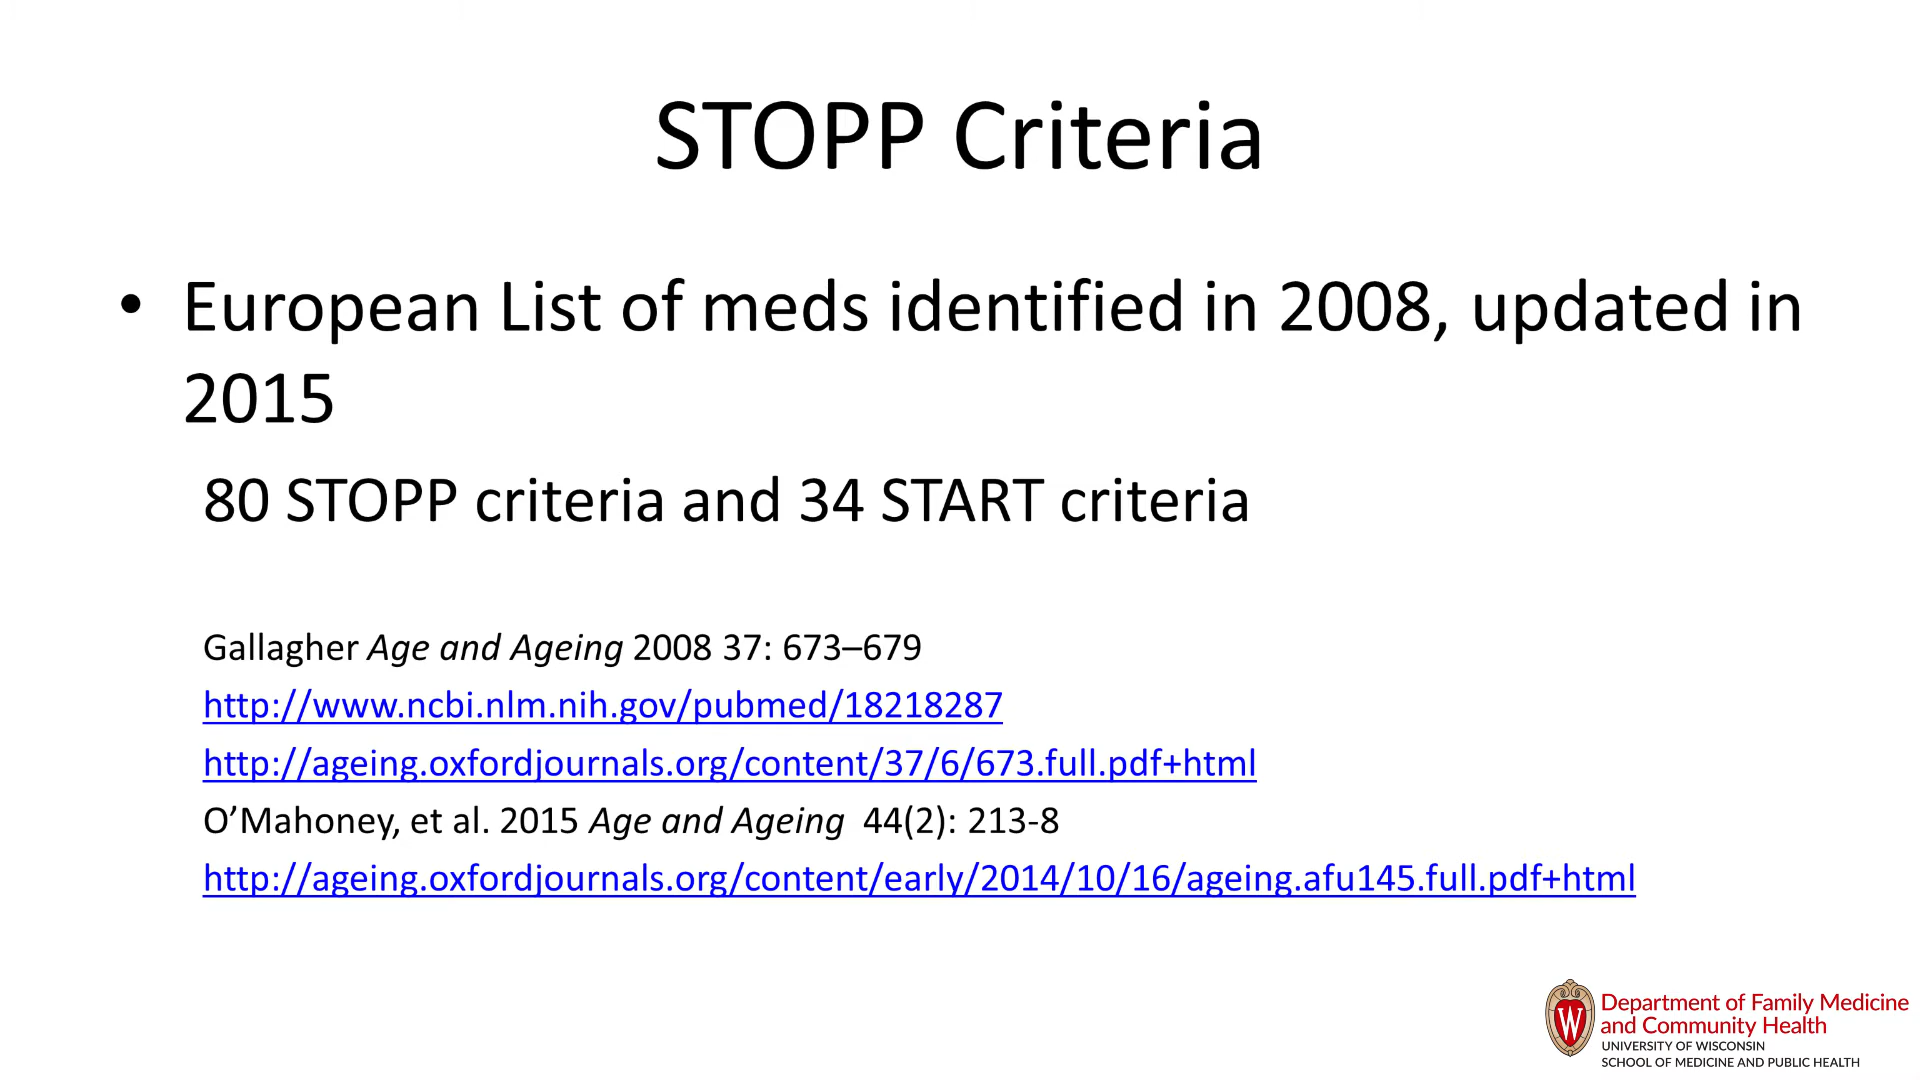 STOPP Criteria
• European List of meds identified in 2008, updated in
2015
80 STOPP criteria and 34 START criteria
Gallagher Age and Ageing 2008 37: 673–679
http://www.ncbi.nlm.nih.gov/pubmed/18218287
http://ageing.oxfordjournals.org/content/37/6/673.full.pdf+html
O’Mahoney, et al. 2015 Age and Ageing 44(2): 213-8
http://ageing.oxfordjournals.org/content/early/2014/10/16/ageing.afu145.full.pdf+html
W
Department of Family Medicine
and Community Health
UNIVERSITY OF WISCONSIN
SCHOOL OF MEDICINE AND PUBLIC HEALTH